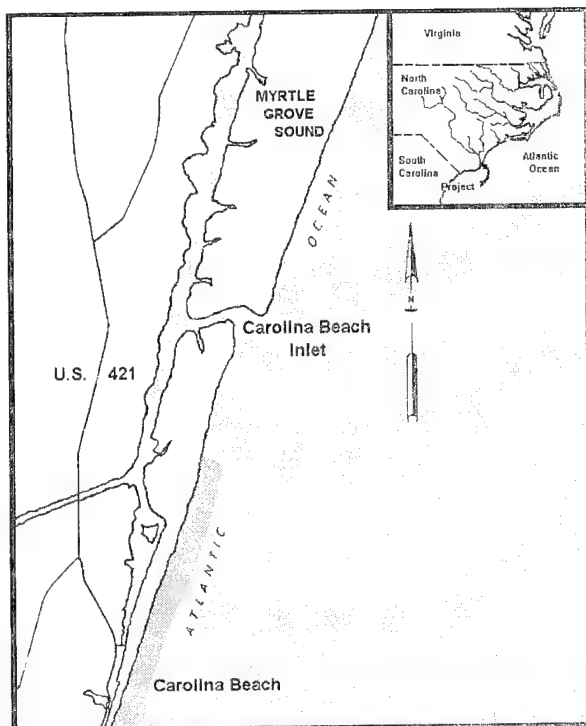 Virginia
North
Carolina
South
Carolina
Atlantic
Ocean
Project
MYRTLE
GROVE
SOUND
OCEAN
N
Carolina Beach
Inlet
U.S. 421
ATLANTIC
Carolina Beach